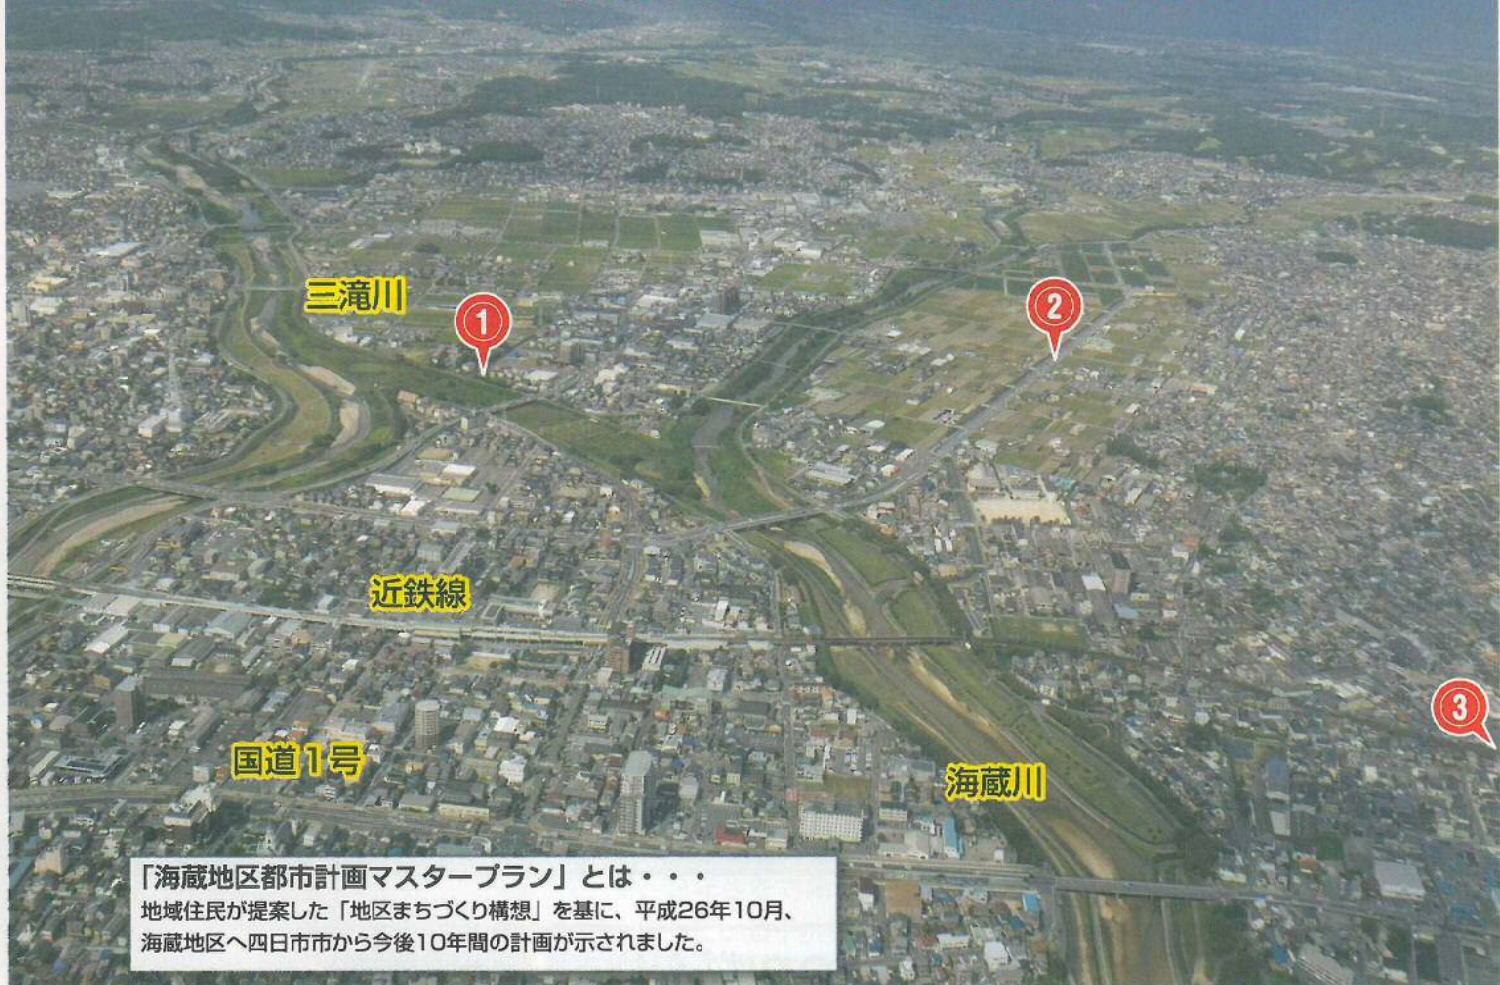 三滝川
1
2
近鉄線
3
国道1号
海蔵川
「海蔵地区都市計画マスタープラン」とは・・・
地域住民が提案した「地区まちづくり構想」を基に、平成26年10月、
海蔵地区へ四日市市から今後10年間の計画が示されました。